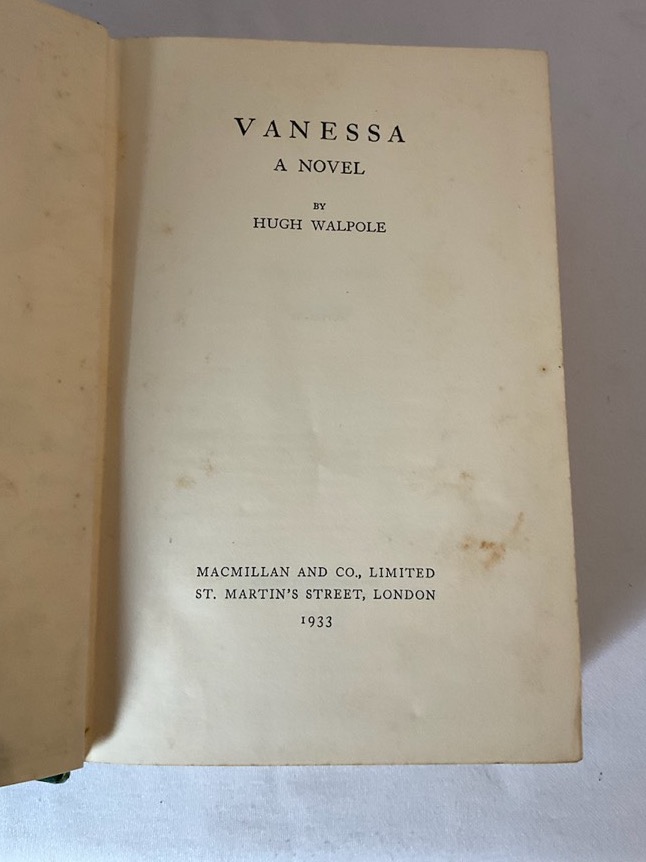 VANESSA
A NOVEL
BY
HUGH WALPOLE
MACMILLAN AND CO., LIMITED
ST. MARTIN'S STREET, LONDON
1933